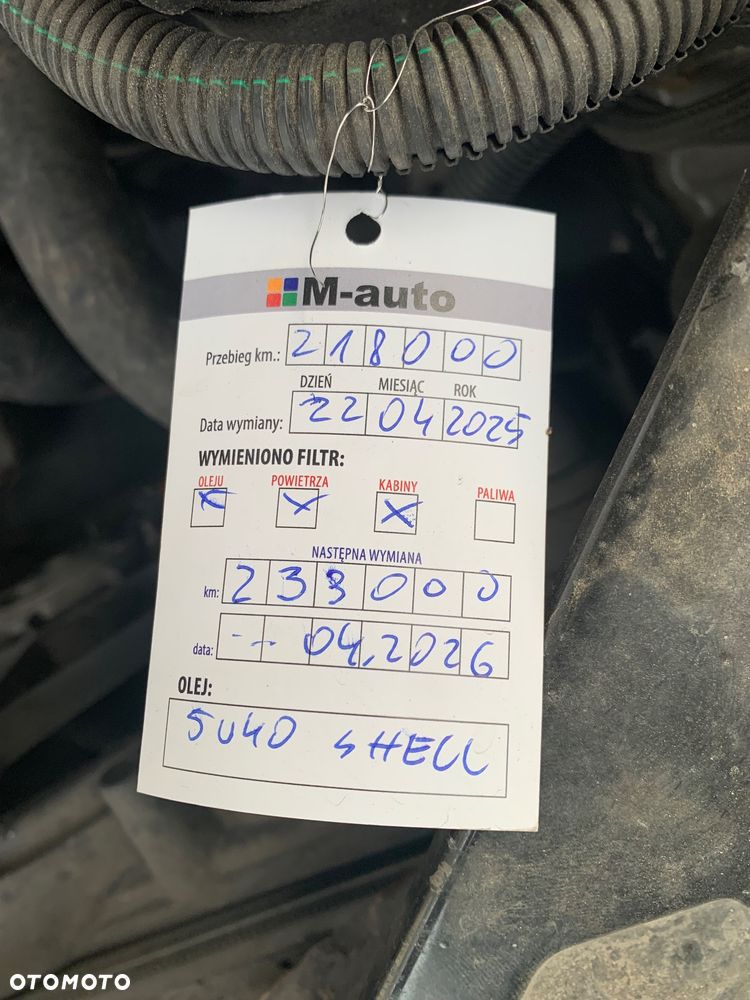 M-auto
Przebieg km.: 218000
DZIEŃ MIESIĄC ROK
Data wymiany: 22 04 2025
WYMIENIONO FILTR:
OLEJU POWIETRZA KABINY PALIWA
x x x
NASTĘPNA WYMIANA
km: 233000
data: -- 04.2026
OLEJ:
5W40 SHELL
OTOMOTO